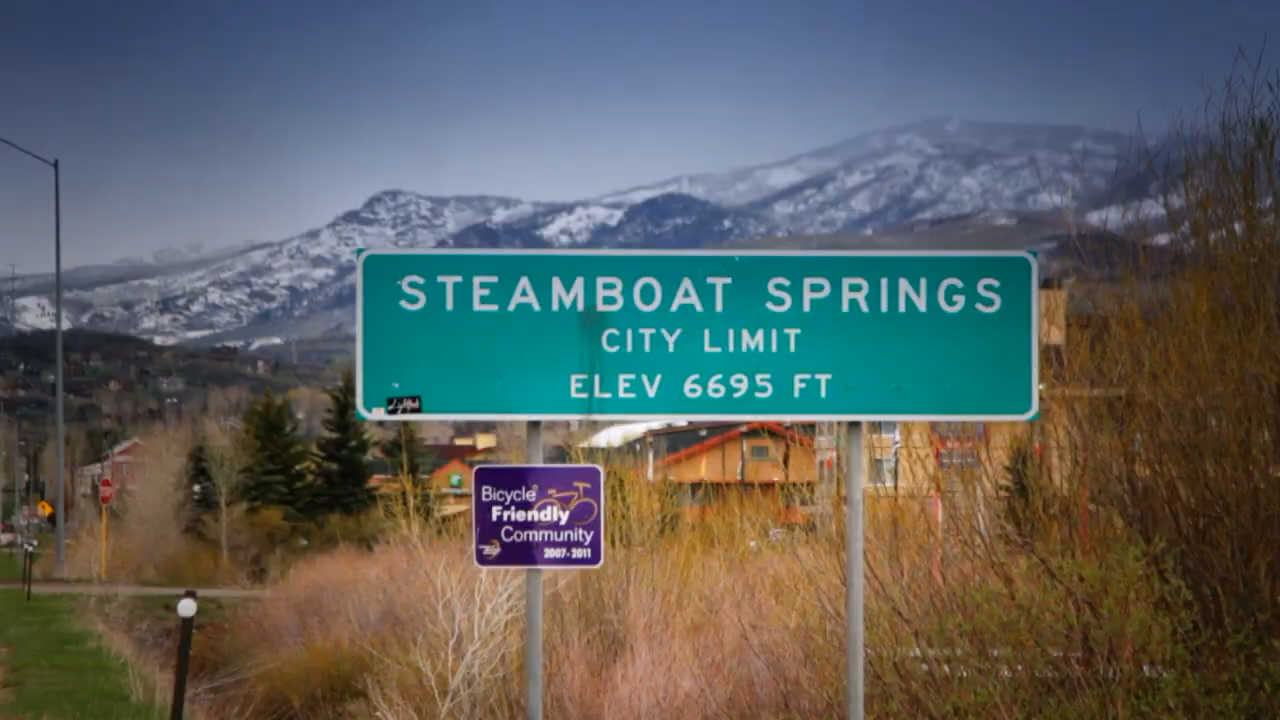 STEAMBOAT SPRINGS
CITY LIMIT
ELEV 6695 FT
Bicycle
Friendly
Community
2007-2011